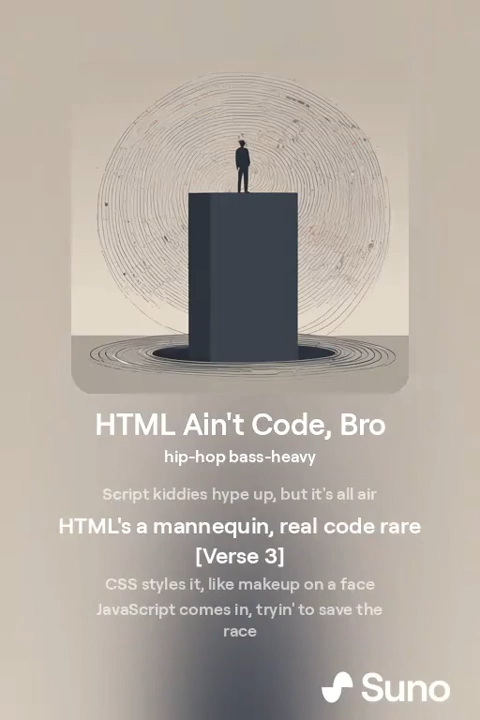 HTML Ain't Code, Bro
hip-hop bass-heavy
Script kiddies hype up, but it's all air
HTML's a mannequin, real code rare
[Verse 3]
CSS styles it, like makeup on a face
JavaScript comes in, tryin' to save the
race
Suno